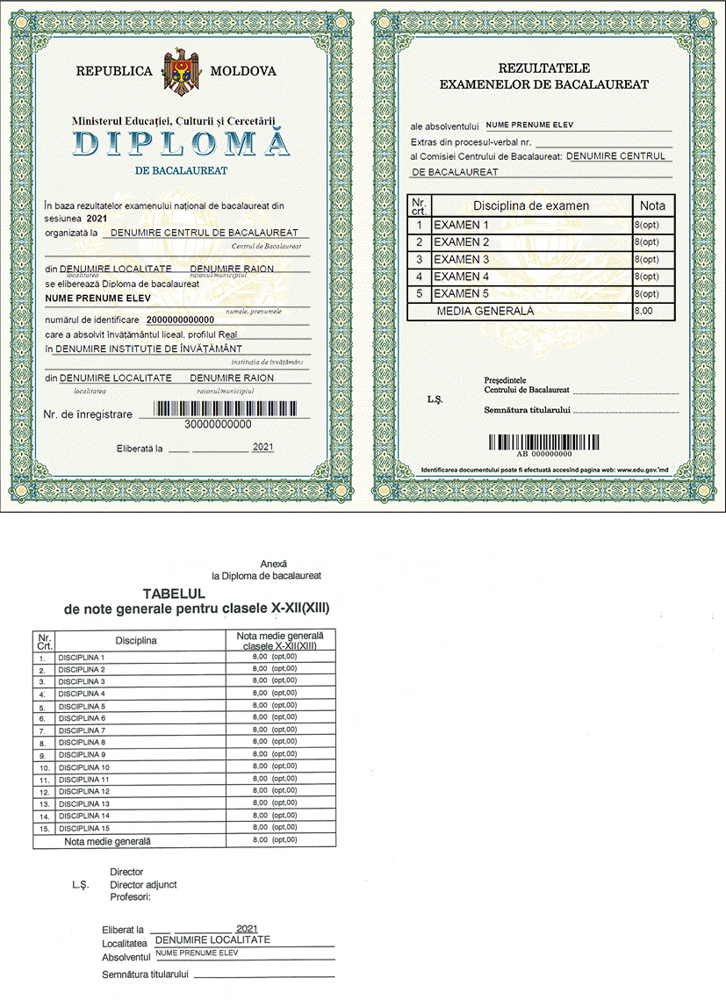 REPUBLICA MOLDOVA
Ministerul Educației, Culturii și Cercetării
DIPLOMĂ
DE BACALAUREAT
În baza rezultatelor examenului național de bacalaureat din
sesiunea 2021
organizată la DENUMIRE CENTRUL DE BACALAUREAT
Centrul de Bacalaureat
din DENUMIRE LOCALITATE DENUMIRE RAION
localitatea raionul/municipiul
se eliberează Diploma de bacalaureat
NUME PRENUME ELEV
numele, prenumele
numărul de identificare 2000000000000
care a absolvit învățământul liceal, profilul Real
în DENUMIRE INSTITUȚIE DE ÎNVĂȚĂMÂNT
instituția de învățământ
din DENUMIRE LOCALITATE DENUMIRE RAION
localitatea raionul/municipiul
Nr. de înregistrare
30000000000
Eliberată la ____ ____________ 2021
REZULTATELE
EXAMENELOR DE BACALAUREAT
ale absolventului NUME PRENUME ELEV
Extras din procesul-verbal nr.
al Comisiei Centrului de Bacalaureat: DENUMIRE CENTRUL
DE BACALAUREAT
Nr. crt. Disciplina de examen Nota
1 EXAMEN 1 8(opt)
2 EXAMEN 2 8(opt)
3 EXAMEN 3 8(opt)
4 EXAMEN 4 8(opt)
5 EXAMEN 5 8(opt)
MEDIA GENERALĂ 8,00
Președintele
Centrului de Bacalaureat
L.Ș.
Semnătura titularului
AB 000000000
Identificarea documentului poate fi efectuată accesînd pagina web: www.edu.gov.md
Anexă
la Diploma de bacalaureat
TABELUL
de note generale pentru clasele X-XII(XIII)
Nr. Crt. Disciplina Nota medie generală clasele X-XII(XIII)
1. DISCIPLINA 1 8,00 (opt,00)
2. DISCIPLINA 2 8,00 (opt,00)
3. DISCIPLINA 3 8,00 (opt,00)
4. DISCIPLINA 4 8,00 (opt,00)
5. DISCIPLINA 5 8,00 (opt,00)
6. DISCIPLINA 6 8,00 (opt,00)
7. DISCIPLINA 7 8,00 (opt,00)
8. DISCIPLINA 8 8,00 (opt,00)
9. DISCIPLINA 9 8,00 (opt,00)
10. DISCIPLINA 10 8,00 (opt,00)
11. DISCIPLINA 11 8,00 (opt,00)
12. DISCIPLINA 12 8,00 (opt,00)
13. DISCIPLINA 13 8,00 (opt,00)
14. DISCIPLINA 14 8,00 (opt,00)
15. DISCIPLINA 15 8,00 (opt,00)
Nota medie generală 8,00 (opt,00)
Director
L.Ș. Director adjunct
Profesori:
Eliberat la ____ ____________ 2021
Localitatea DENUMIRE LOCALITATE
Absolventul NUME PRENUME ELEV
Semnătura titularului